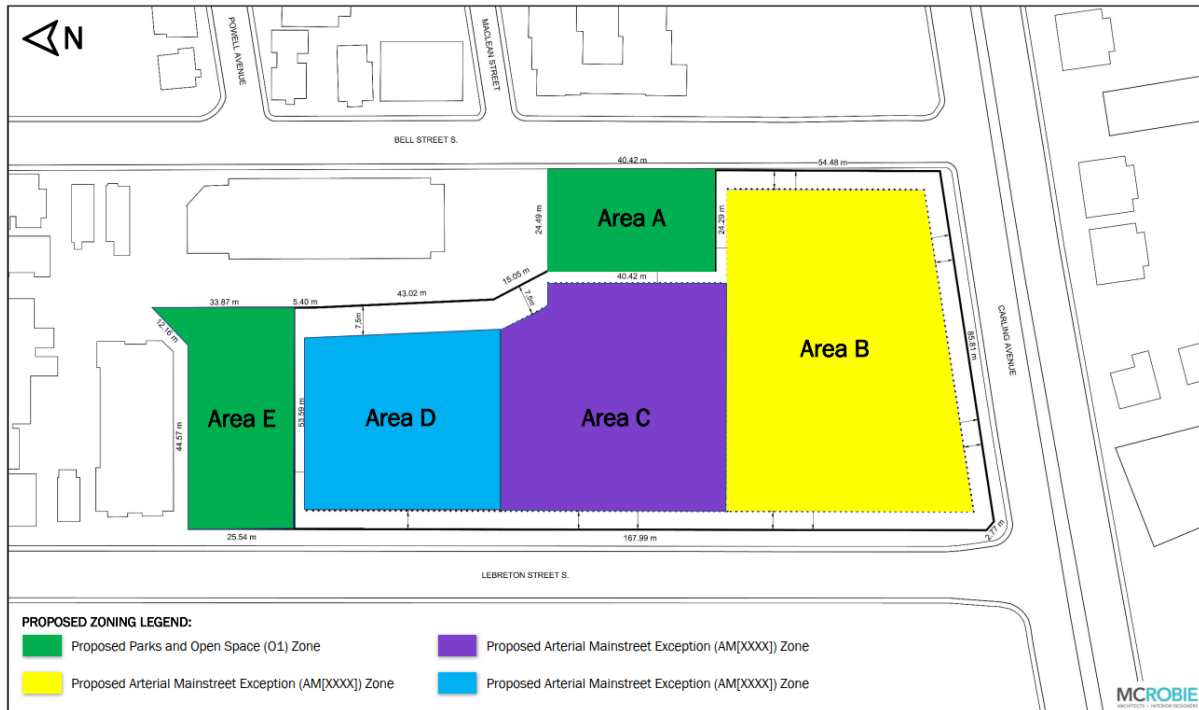 N
POWELL AVENUE
MACLEAN STREET
BELL STREET S.
40.42 m
54.48 m
24.49 m
Area A
24.29 m
15.05 m
40.42 m
7.5m
43.02 m
5.40 m
33.87 m
12.16 m
7.5m
CARLING AVENUE
85.81 m
Area B
Area E
53.59 m
Area D
Area C
44.57 m
25.54 m
167.99 m
2.77 m
LEBRETON STREET S.
PROPOSED ZONING LEGEND:
Proposed Parks and Open Space (O1) Zone
Proposed Arterial Mainstreet Exception (AM[XXXX]) Zone
Proposed Arterial Mainstreet Exception (AM[XXXX]) Zone
Proposed Arterial Mainstreet Exception (AM[XXXX]) Zone
MCROBIE
ARCHITECTS + INTERIOR DESIGNERS